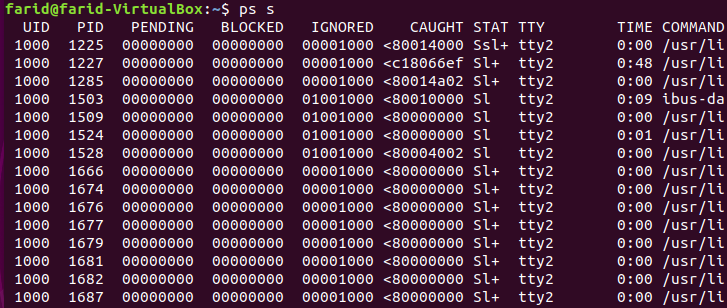 farid@farid-VirtualBox:~$ ps s
UID PID PENDING BLOCKED IGNORED CAUGHT STAT TTY TIME COMMAND
1000 1225 00000000 00000000 00001000 <80014000 Ssl+ tty2 0:00 /usr/li
1000 1227 00000000 00000000 00001000 <c18066ef Sl+ tty2 0:48 /usr/li
1000 1285 00000000 00000000 00001000 <80014a02 Sl+ tty2 0:00 /usr/li
1000 1503 00000000 00000000 01001000 <80010000 Sl tty2 0:09 ibus-da
1000 1509 00000000 00000000 01001000 <80000000 Sl tty2 0:00 /usr/li
1000 1524 00000000 00000000 01001000 <80000000 Sl tty2 0:01 /usr/li
1000 1528 00000000 00000000 01001000 <80004002 Sl tty2 0:00 /usr/li
1000 1666 00000000 00000000 00001000 <80000000 Sl+ tty2 0:00 /usr/li
1000 1674 00000000 00000000 00001000 <80000000 Sl+ tty2 0:00 /usr/li
1000 1676 00000000 00000000 00001000 <80000000 Sl+ tty2 0:00 /usr/li
1000 1677 00000000 00000000 00001000 <80000000 Sl+ tty2 0:00 /usr/li
1000 1679 00000000 00000000 00001000 <80000000 Sl+ tty2 0:00 /usr/li
1000 1681 00000000 00000000 00001000 <80000000 Sl+ tty2 0:00 /usr/li
1000 1682 00000000 00000000 00001000 <80000000 Sl+ tty2 0:00 /usr/li
1000 1687 00000000 00000000 00001000 <80000000 Sl+ tty2 0:00 /usr/li